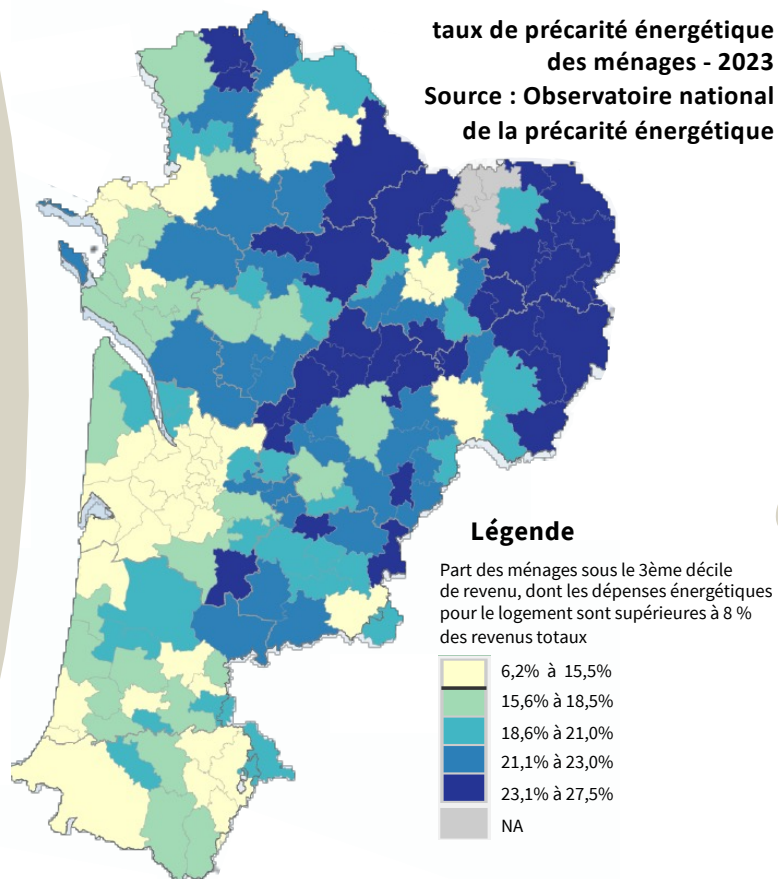 taux de précarité énergétique
des ménages - 2023
Source : Observatoire national
de la précarité énergétique
Légende
Part des ménages sous le 3ème décile
de revenu, dont les dépenses énergétiques
pour le logement sont supérieures à 8 %
des revenus totaux
6,2% à 15,5%
15,6% à 18,5%
18,6% à 21,0%
21,1% à 23,0%
23,1% à 27,5%
NA